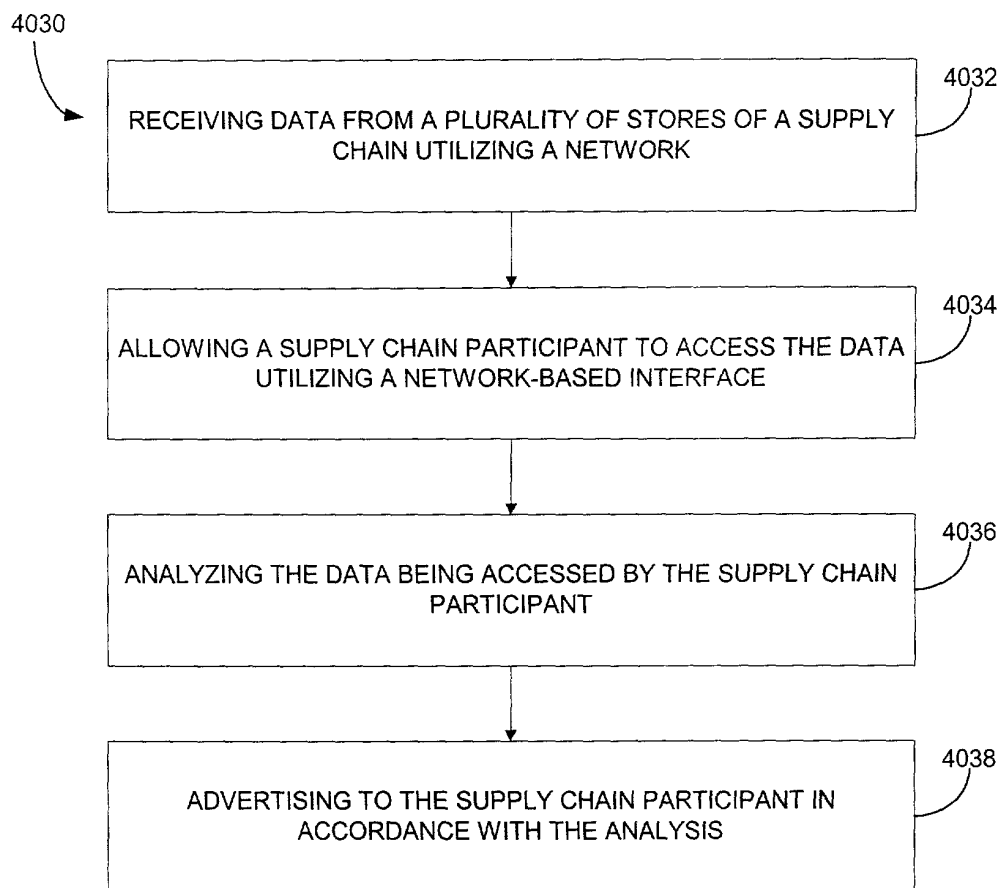 4030
4032
RECEIVING DATA FROM A PLURALITY OF STORES OF A SUPPLY
CHAIN UTILIZING A NETWORK
4034
ALLOWING A SUPPLY CHAIN PARTICIPANT TO ACCESS THE DATA
UTILIZING A NETWORK-BASED INTERFACE
4036
ANALYZING THE DATA BEING ACCESSED BY THE SUPPLY CHAIN
PARTICIPANT
4038
ADVERTISING TO THE SUPPLY CHAIN PARTICIPANT IN
ACCORDANCE WITH THE ANALYSIS